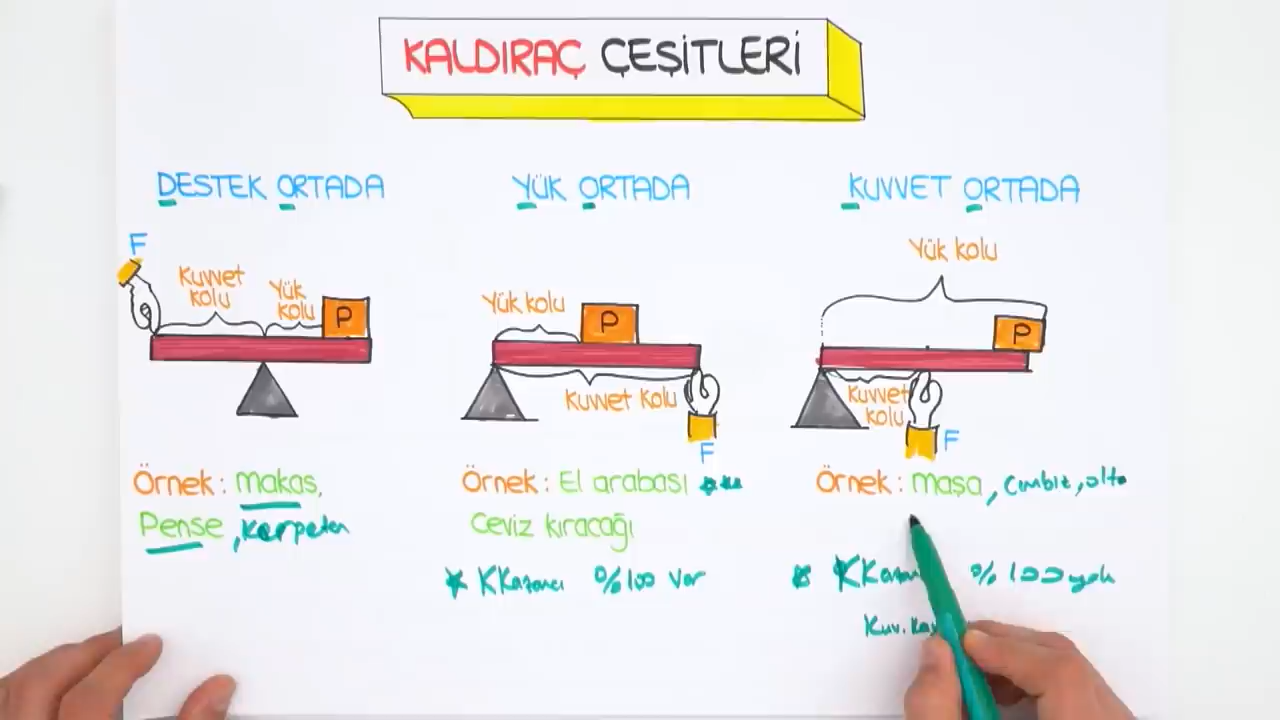 KALDIRAÇ ÇEŞİTLERİ
DESTEK ORTADA
F
Kuvvet kolu
Yük kolu
P
Örnek: makas,
Pense, kerpeten
YÜK ORTADA
Yük kolu
P
Kuvvet kolu
F
Örnek: El arabası
Ceviz kıracağı
KKazancı %100 Var
KUVVET ORTADA
Yük kolu
P
Kuvvet kolu
F
Örnek: maşa, cımbız, olta
%100 yok
Kuv.